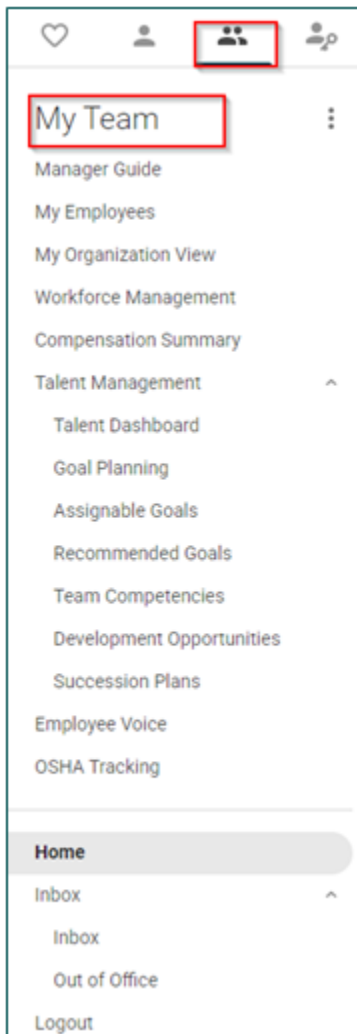 My Team
Manager Guide
My Employees
My Organization View
Workforce Management
Compensation Summary
Talent Management
Talent Dashboard
Goal Planning
Assignable Goals
Recommended Goals
Team Competencies
Development Opportunities
Succession Plans
Employee Voice
OSHA Tracking
Home
Inbox
Inbox
Out of Office
Logout